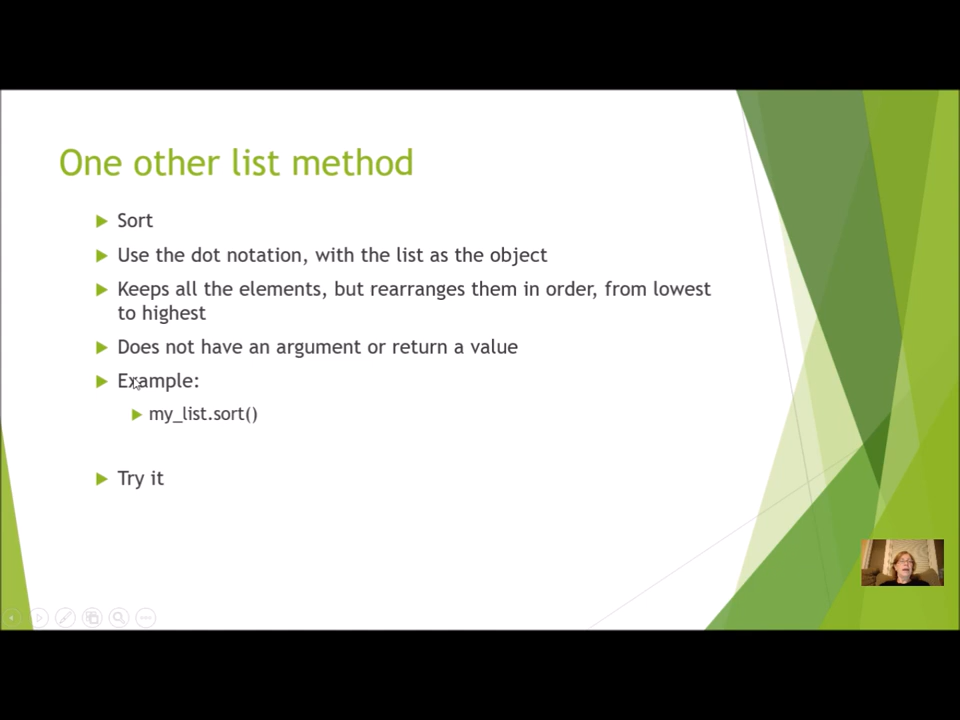 One other list method
Sort
Use the dot notation, with the list as the object
Keeps all the elements, but rearranges them in order, from lowest
to highest
Does not have an argument or return a value
Example:
my_list.sort()
Try it